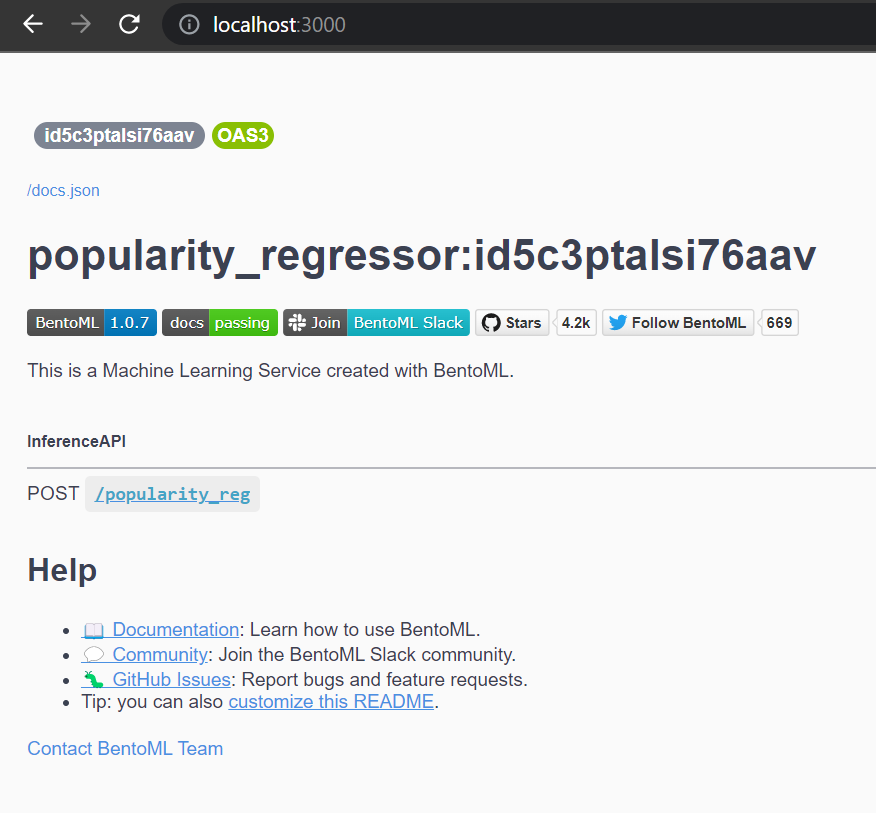 localhost:3000
id5c3ptalsi76aav OAS3
/docs.json
popularity_regressor:id5c3ptalsi76aav
BentoML 1.0.7 docs passing Join BentoML Slack Stars 4.2k Follow BentoML 669
This is a Machine Learning Service created with BentoML.
InferenceAPI
POST /popularity_reg
Help
Documentation: Learn how to use BentoML.
Community: Join the BentoML Slack community.
GitHub Issues: Report bugs and feature requests.
Tip: you can also customize this README.
Contact BentoML Team